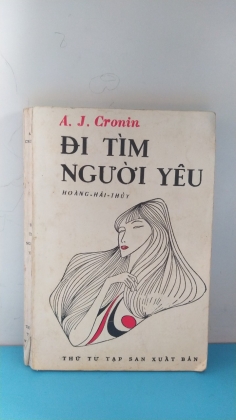 A. J. Cronin
ĐI TÌM
NGƯỜI YÊU
HOÀNG-HẢI-THỦY
THỨ TƯ TẠP SAN XUẤT BẢN